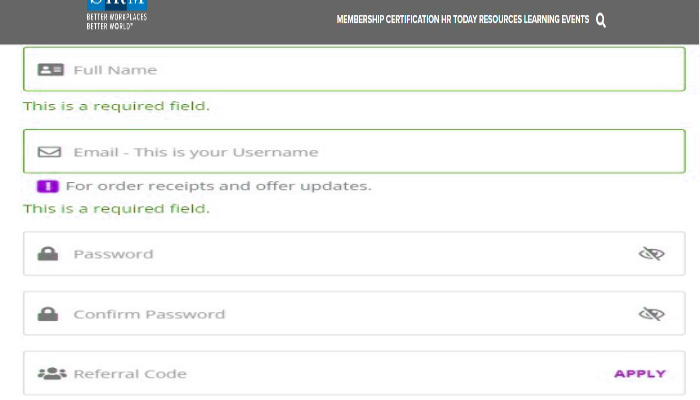 BETTER WORKPLACES
BETTER WORLD™
MEMBERSHIP CERTIFICATION HR TODAY RESOURCES LEARNING EVENTS
Full Name
This is a required field.
Email - This is your Username
For order receipts and offer updates.
This is a required field.
Password
Confirm Password
Referral Code APPLY